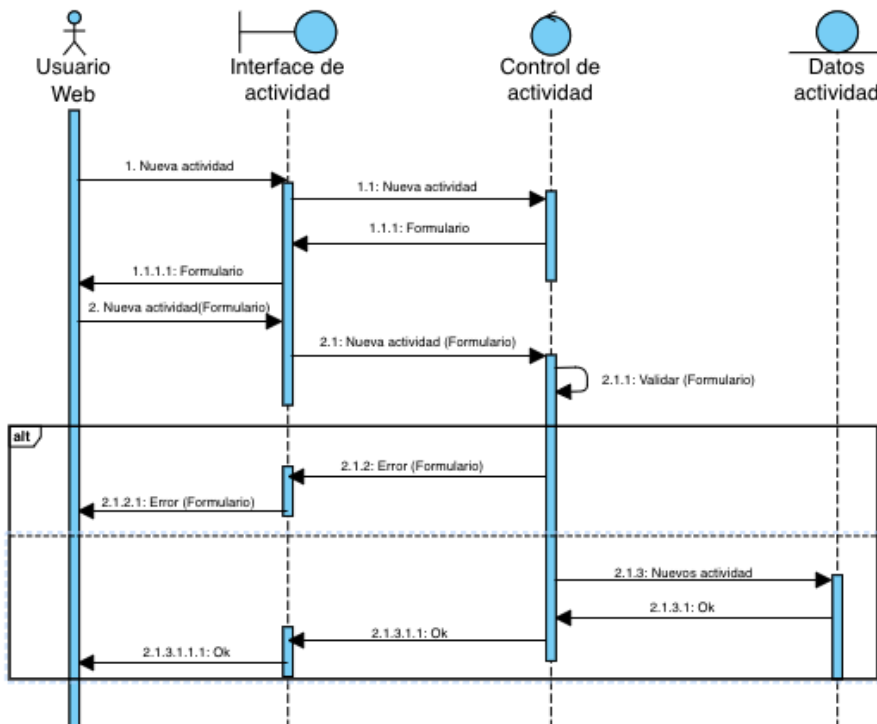 Usuario
Web
Interface de
actividad
Control de
actividad
Datos
actividad
1. Nueva actividad
1.1: Nueva actividad
1.1.1: Formulario
1.1.1.1: Formulario
2. Nueva actividad(Formulario)
2.1: Nueva actividad (Formulario)
2.1.1: Validar (Formulario)
alt
2.1.2: Error (Formulario)
2.1.2.1: Error (Formulario)
2.1.3: Nuevos actividad
2.1.3.1: Ok
2.1.3.1.1: Ok
2.1.3.1.1.1: Ok